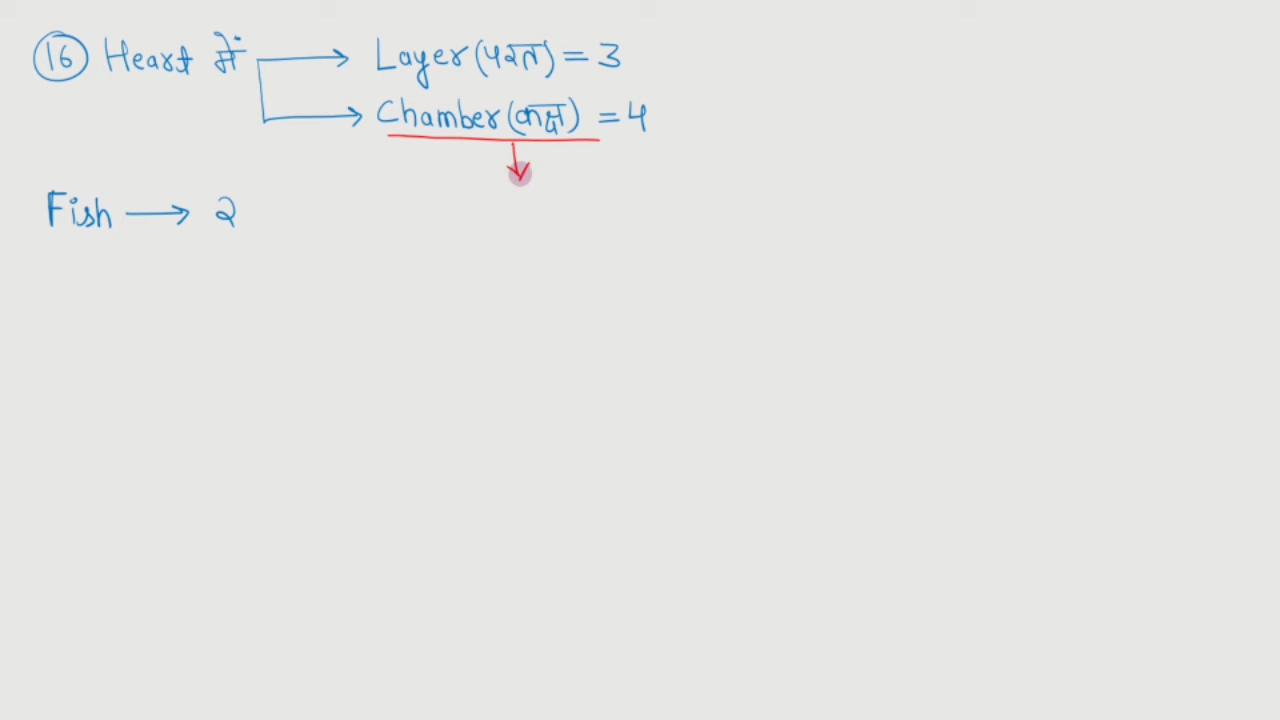 16 Heart में → Layer (परत) = 3
→ Chamber (कक्ष) = 4
Fish → 2